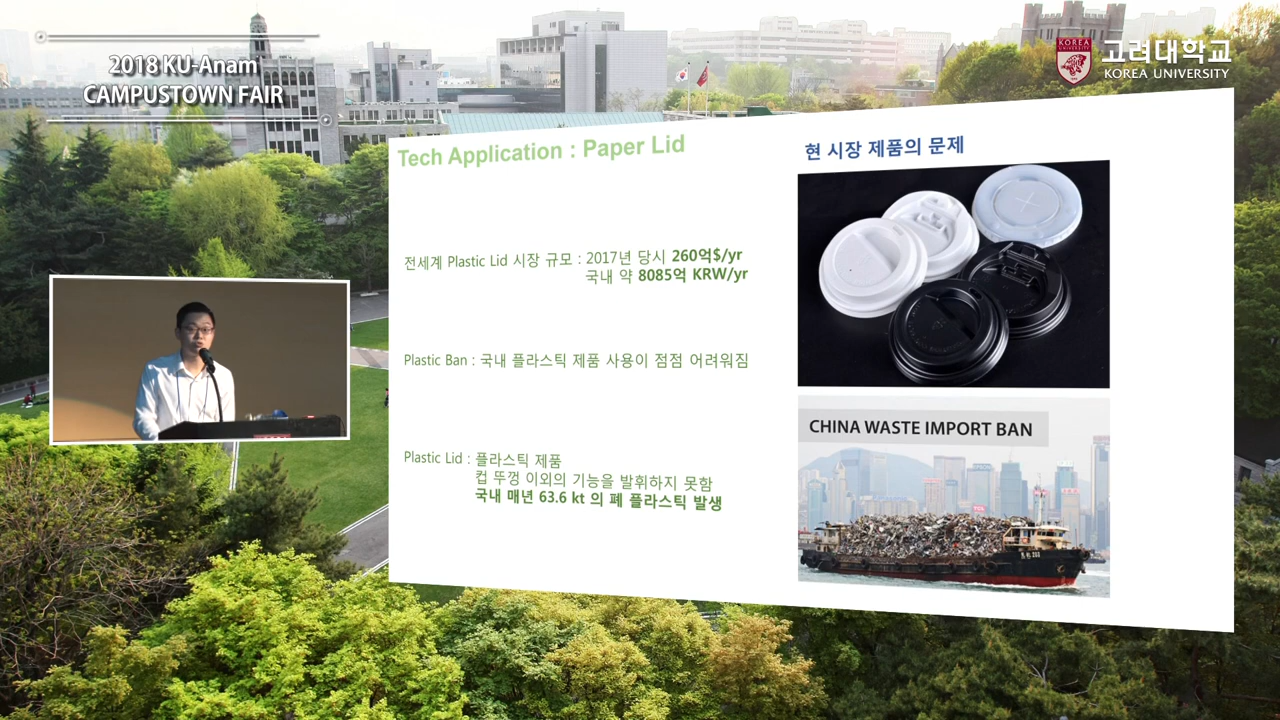 2018 KU-Anam
CAMPUSTOWN FAIR
KOREA
UNIVERSITY
고려대학교
KOREA UNIVERSITY
Tech Application : Paper Lid
현 시장 제품의 문제
전세계 Plastic Lid 시장 규모 : 2017년 당시 260억$/yr
국내 약 8085억 KRW/yr
Plastic Ban : 국내 플라스틱 제품 사용이 점점 어려워짐
Plastic Lid : 플라스틱 제품
컵 뚜껑 이외의 기능을 발휘하지 못함
국내 매년 63.6 kt 의 폐 플라스틱 발생
CHINA WASTE IMPORT BAN